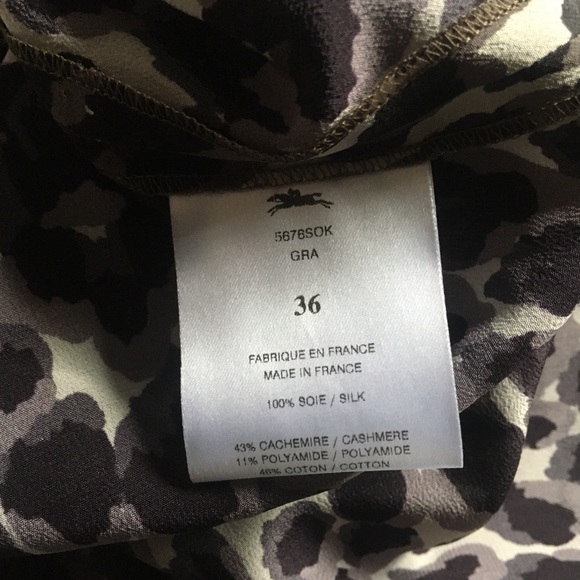 5678SOK
GRA
36
FABRIQUE EN FRANCE
MADE IN FRANCE
100% SOIE / SILK
43% CACHEMIRE / CASHMERE
11% POLYAMIDE / POLYAMIDE
46% COTON / COTTON